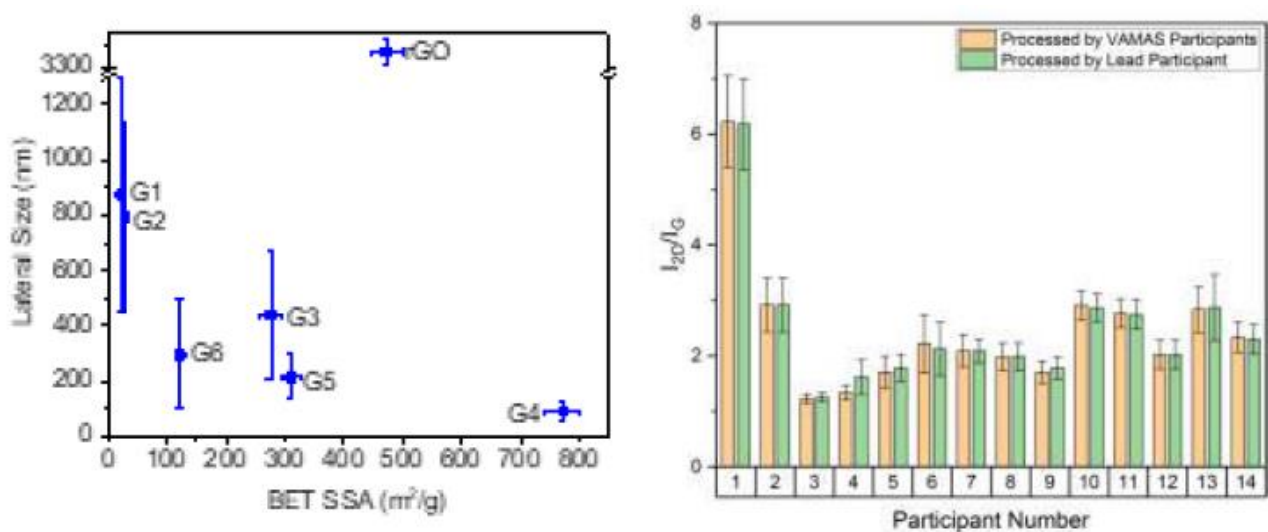 3300
1200
1000
800
600
400
200
0
Lateral Size (nm)
rGO
G1
G2
G6
G3
G5
G4
0 100 200 300 400 500 600 700 800
BET SSA (m²/g)
8
6
4
2
0
I2D/IG
Processed by VAMAS Participants
Processed by Lead Participant
1 2 3 4 5 6 7 8 9 10 11 12 13 14
Participant Number